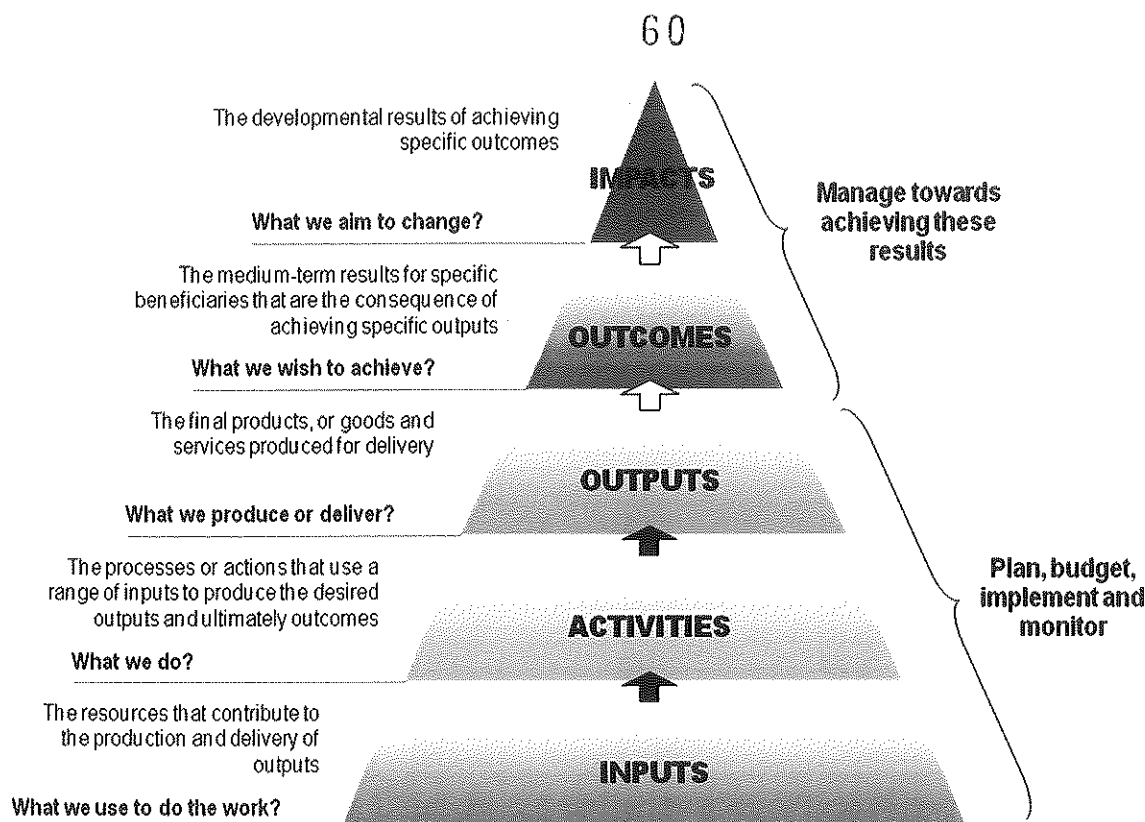 60
The developmental results of achieving
specific outcomes
IMPACTS
What we aim to change?
Manage towards
achieving these
results
The medium-term results for specific
beneficiaries that are the consequence of
achieving specific outputs
OUTCOMES
What we wish to achieve?
The final products, or goods and
services produced for delivery
OUTPUTS
What we produce or deliver?
The processes or actions that use a
range of inputs to produce the desired
outputs and ultimately outcomes
ACTIVITIES
What we do?
Plan, budget,
implement and
monitor
The resources that contribute to
the production and delivery of
outputs
INPUTS
What we use to do the work?